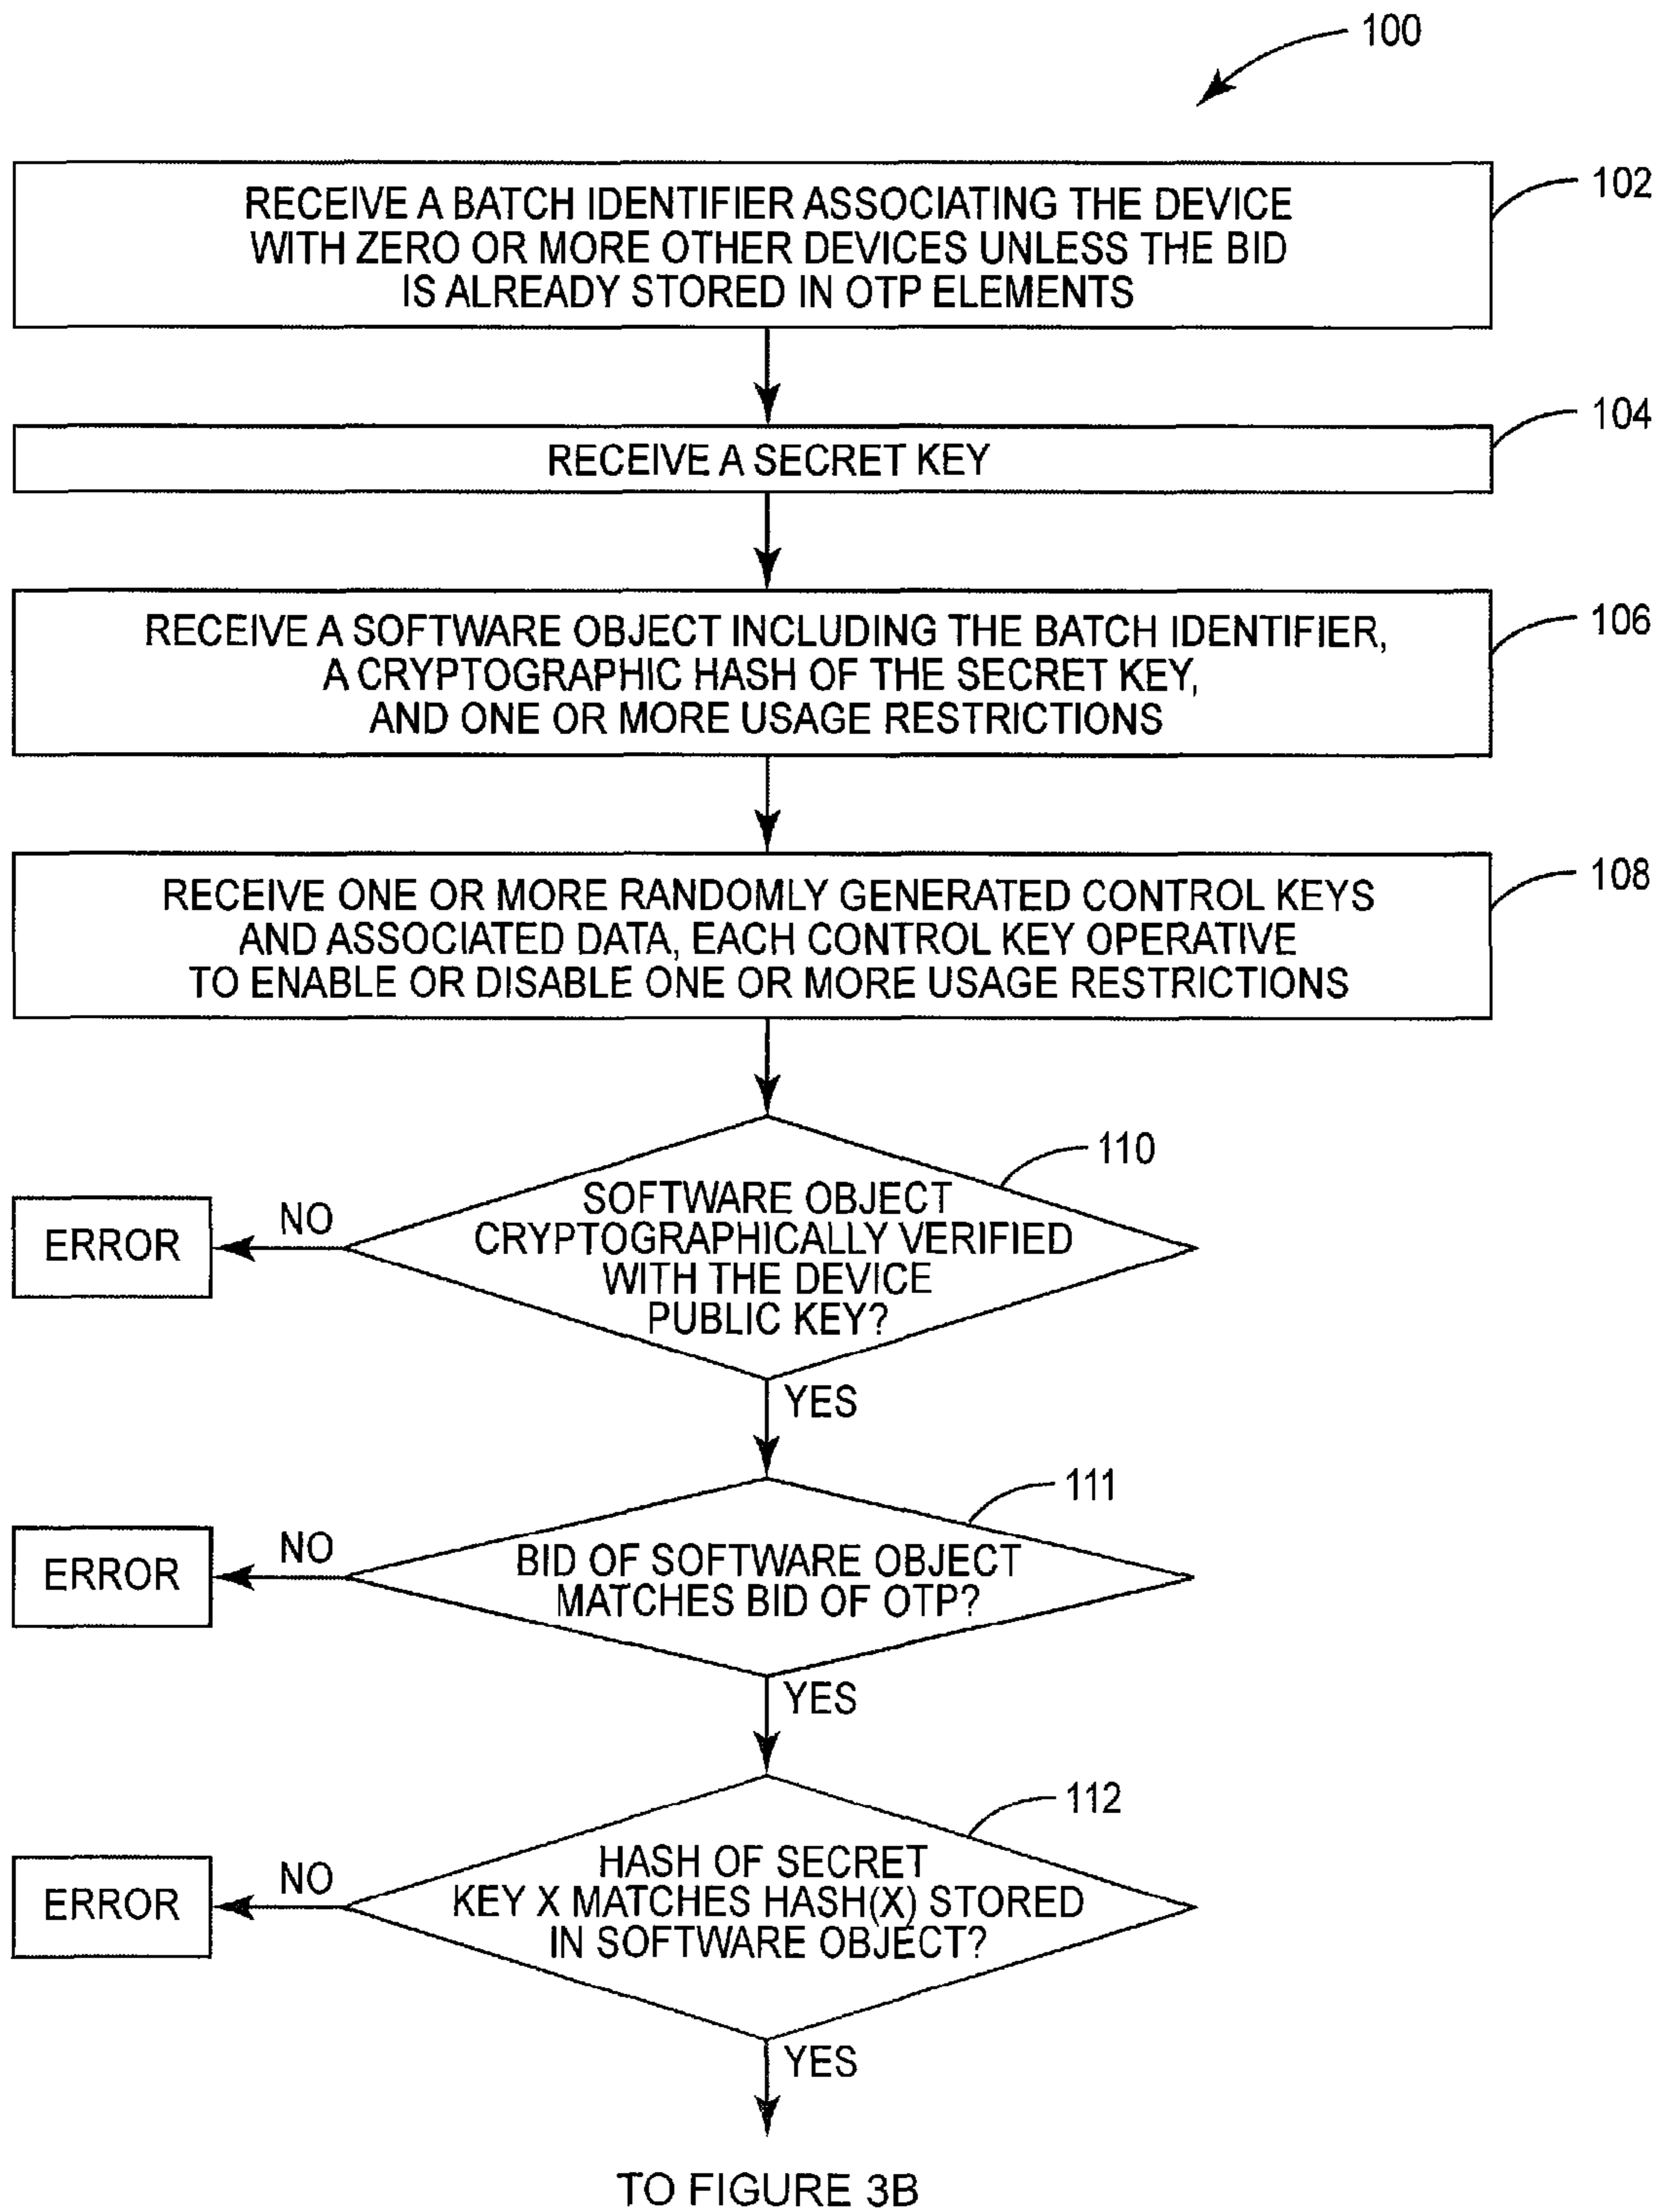 100
RECEIVE A BATCH IDENTIFIER ASSOCIATING THE DEVICE
WITH ZERO OR MORE OTHER DEVICES UNLESS THE BID
IS ALREADY STORED IN OTP ELEMENTS
102
RECEIVE A SECRET KEY
104
RECEIVE A SOFTWARE OBJECT INCLUDING THE BATCH IDENTIFIER,
A CRYPTOGRAPHIC HASH OF THE SECRET KEY,
AND ONE OR MORE USAGE RESTRICTIONS
106
RECEIVE ONE OR MORE RANDOMLY GENERATED CONTROL KEYS
AND ASSOCIATED DATA, EACH CONTROL KEY OPERATIVE
TO ENABLE OR DISABLE ONE OR MORE USAGE RESTRICTIONS
108
110
SOFTWARE OBJECT
CRYPTOGRAPHICALLY VERIFIED
WITH THE DEVICE
PUBLIC KEY?
NO
ERROR
YES
111
BID OF SOFTWARE OBJECT
MATCHES BID OF OTP?
NO
ERROR
YES
112
HASH OF SECRET
KEY X MATCHES HASH(X) STORED
IN SOFTWARE OBJECT?
NO
ERROR
YES
TO FIGURE 3B